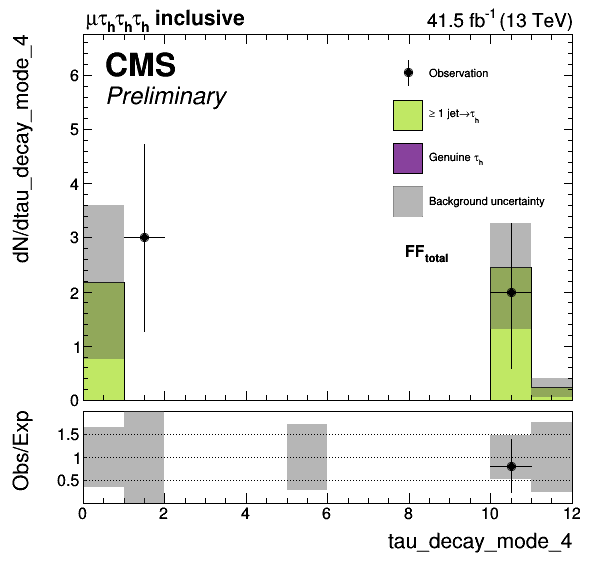 μτhτhτh inclusive
41.5 fb-1 (13 TeV)
CMS
Preliminary
Observation
≥ 1 jet→τh
Genuine τh
Background uncertainty
FFtotal
dN/dtau_decay_mode_4
6
5
4
3
2
1
0
Obs/Exp
1.5
1
0.5
0 2 4 6 8 10 12
tau_decay_mode_4